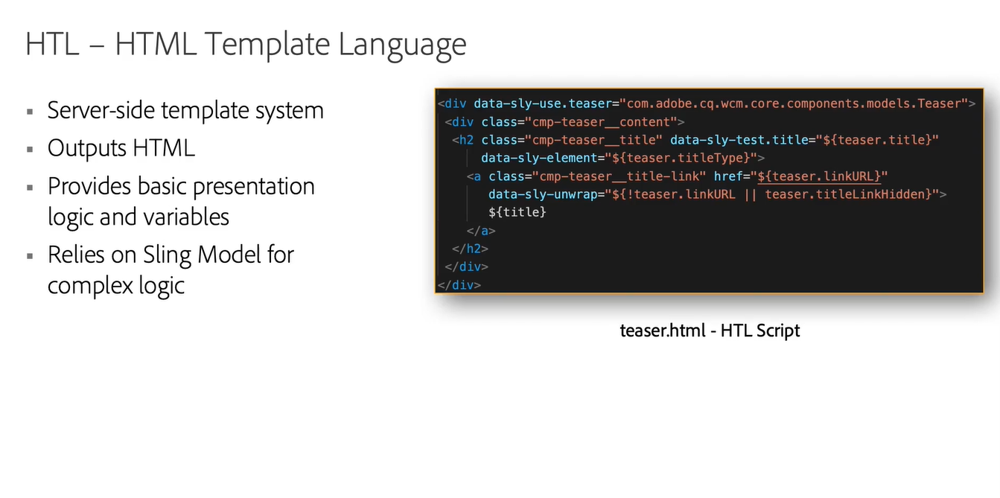 HTL – HTML Template Language
▪ Server-side template system
▪ Outputs HTML
▪ Provides basic presentation
logic and variables
▪ Relies on Sling Model for
complex logic
<div data-sly-use.teaser="com.adobe.cq.wcm.core.components.models.Teaser">
<div class="cmp-teaser__content">
<h2 class="cmp-teaser__title" data-sly-test.title="${teaser.title}"
data-sly-element="${teaser.titleType}">
<a class="cmp-teaser__title-link" href="${teaser.linkURL}"
data-sly-unwrap="${!teaser.linkURL || teaser.titleLinkHidden}">
${title}
</a>
</h2>
</div>
</div>
teaser.html - HTL Script